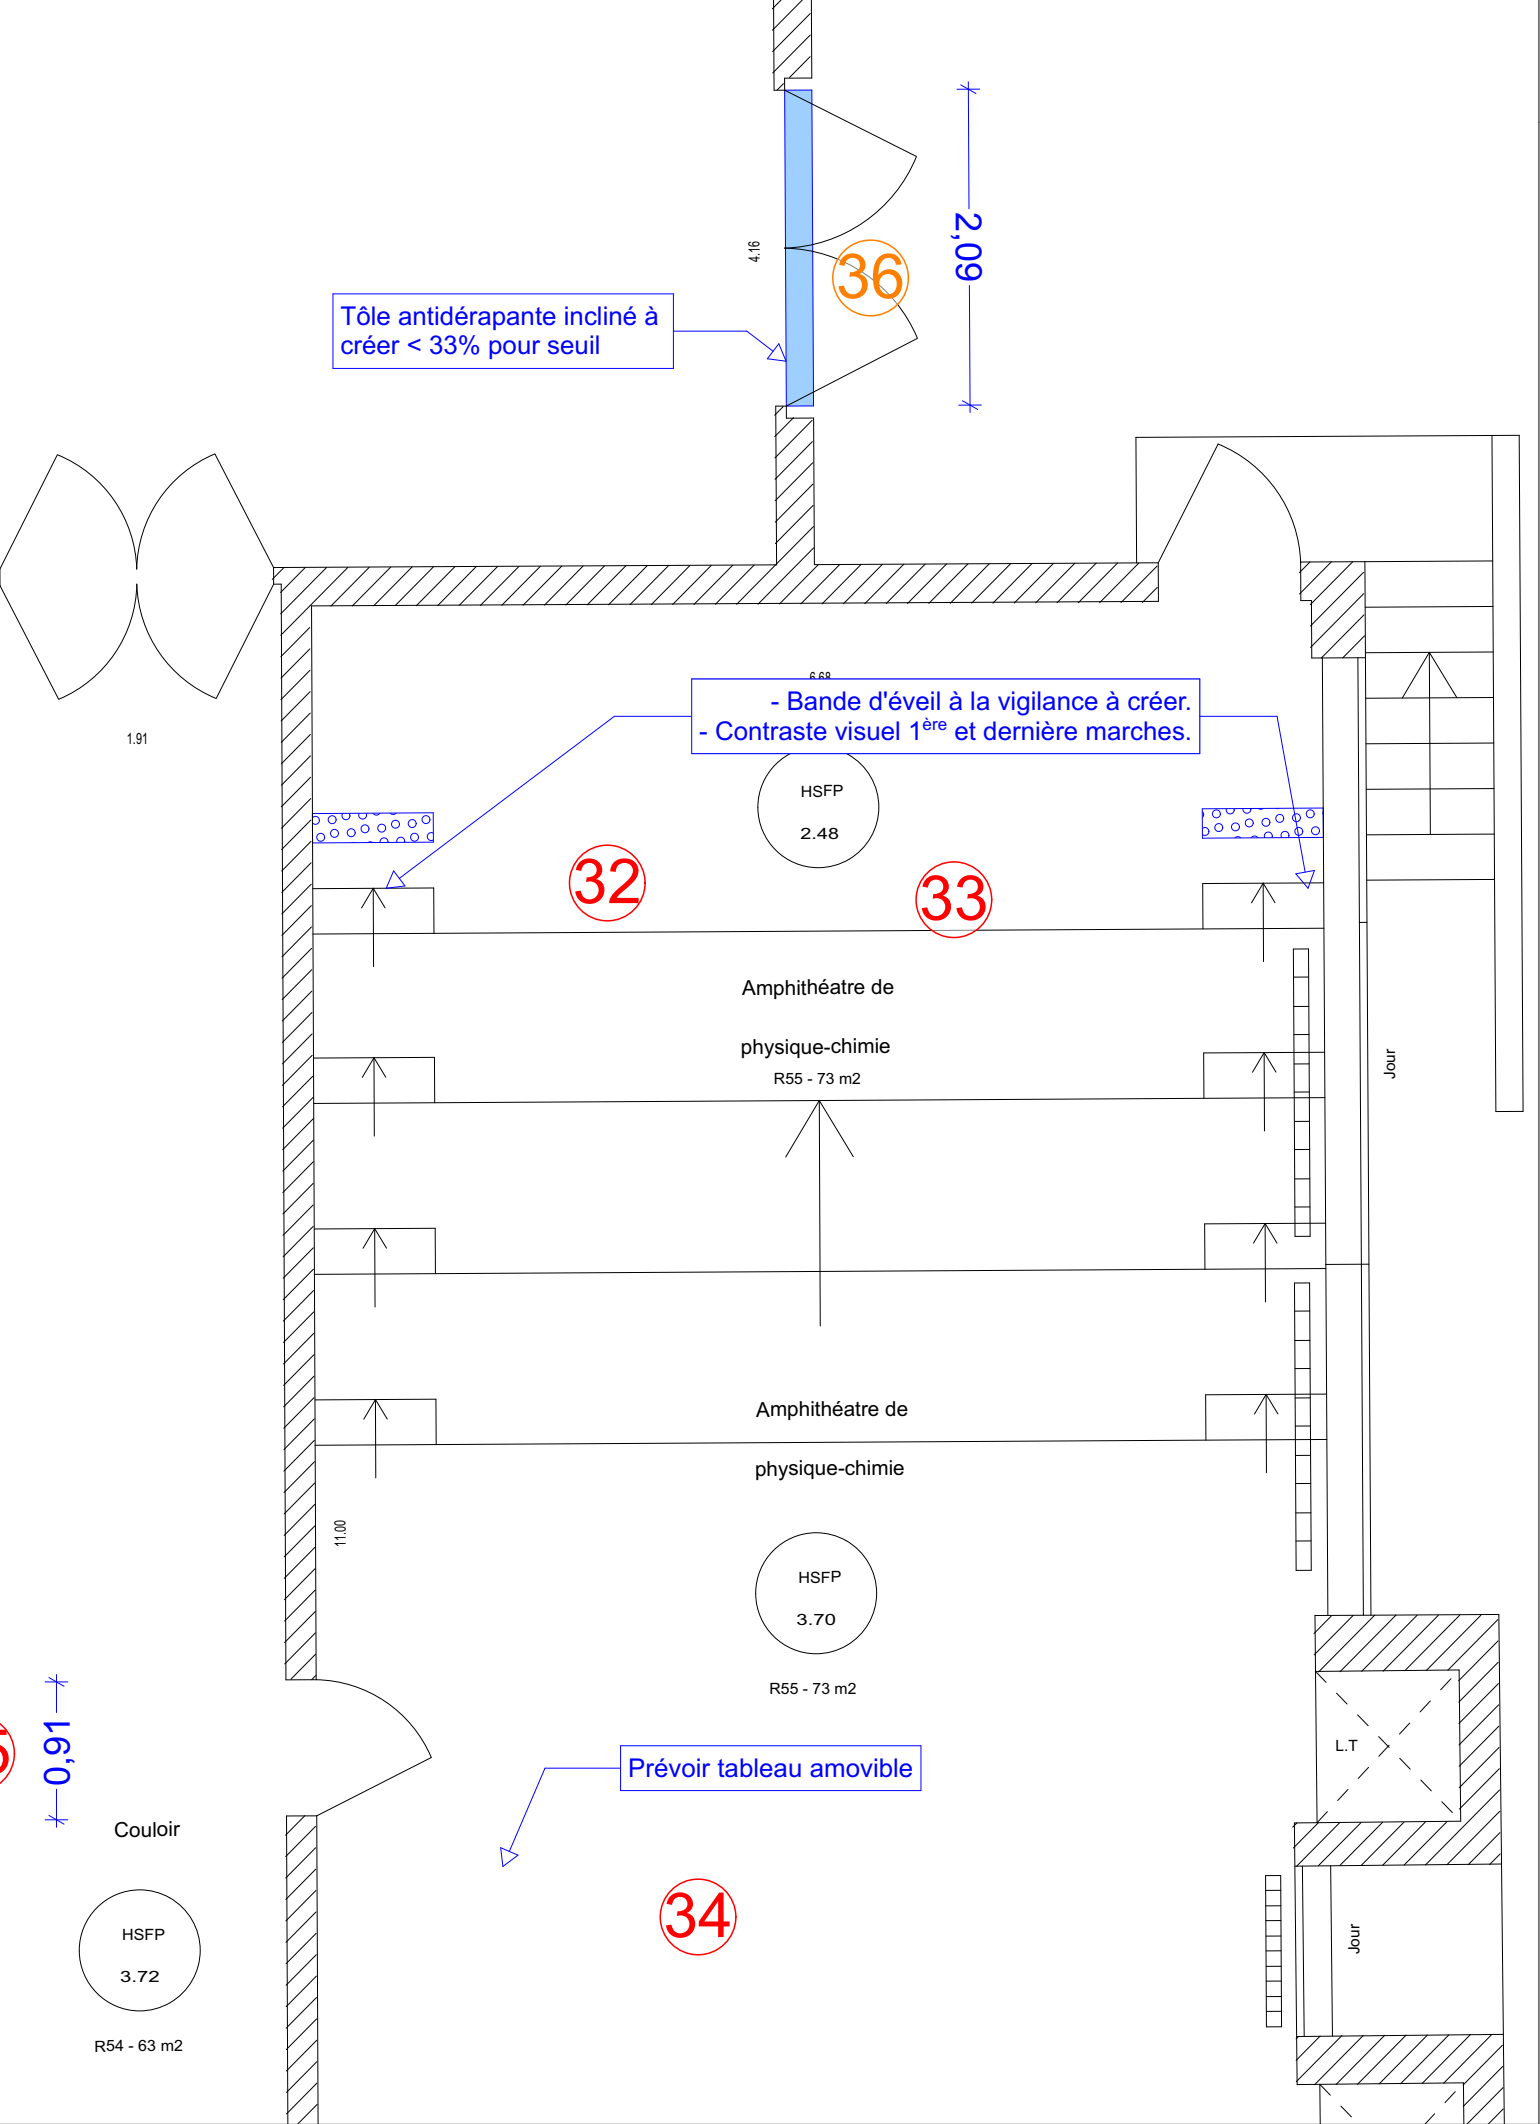 2,09
4.16
36
Tôle antidérapante incliné à
créer < 33% pour seuil
- Bande d'éveil à la vigilance à créer.
- Contraste visuel 1ère et dernière marches.
1.91
HSFP
2.48
32
33
Amphithéatre de
physique-chimie
R55 - 73 m2
Jour
Amphithéatre de
physique-chimie
11.00
HSFP
3.70
R55 - 73 m2
0,91
Prévoir tableau amovible
L.T
Couloir
34
HSFP
3.72
Jour
R54 - 63 m2